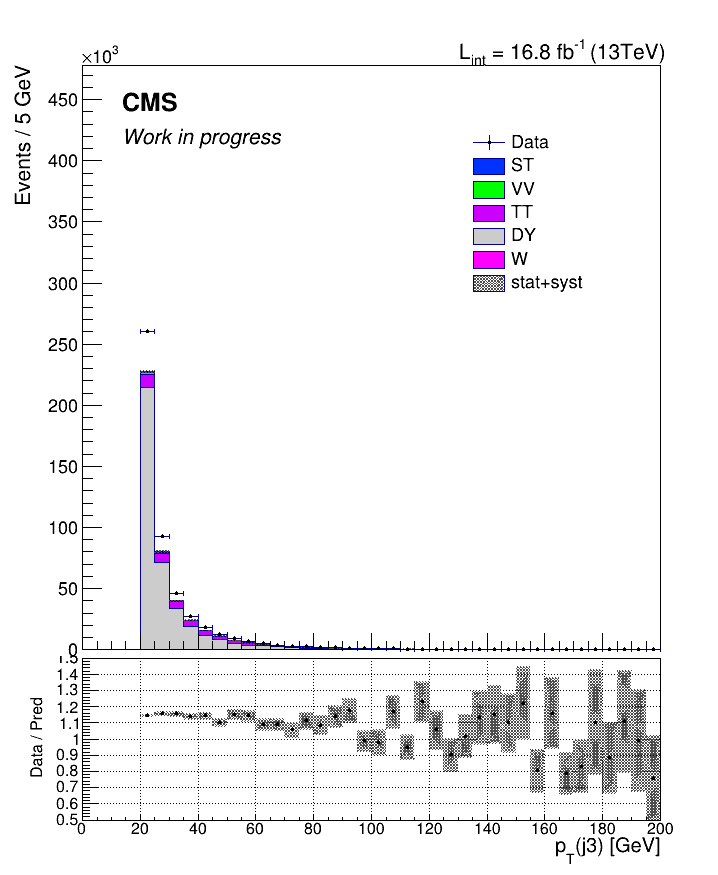 ×10³
L_int = 16.8 fb⁻¹ (13TeV)
Events / 5 GeV
CMS
Work in progress
Data
ST
VV
TT
DY
W
stat+syst
450
400
350
300
250
200
150
100
50
0
Data / Pred
1.5
1.4
1.3
1.2
1.1
1
0.9
0.8
0.7
0.6
0.5
0 20 40 60 80 100 120 140 160 180 200
p_T(j3) [GeV]